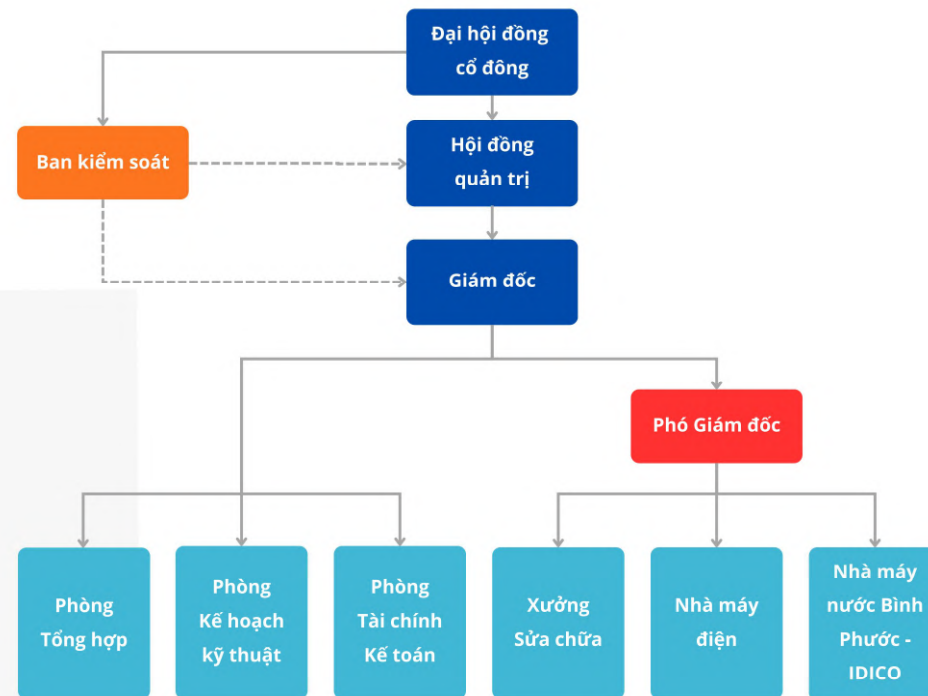 Đại hội đồng
cổ đông
Hội đồng
quản trị
Ban kiểm soát
Giám đốc
Phó Giám đốc
Phòng
Tổng hợp
Phòng
Kế hoạch
kỹ thuật
Phòng
Tài chính
Kế toán
Xưởng
Sửa chữa
Nhà máy
điện
Nhà máy
nước Bình
Phước -
IDICO